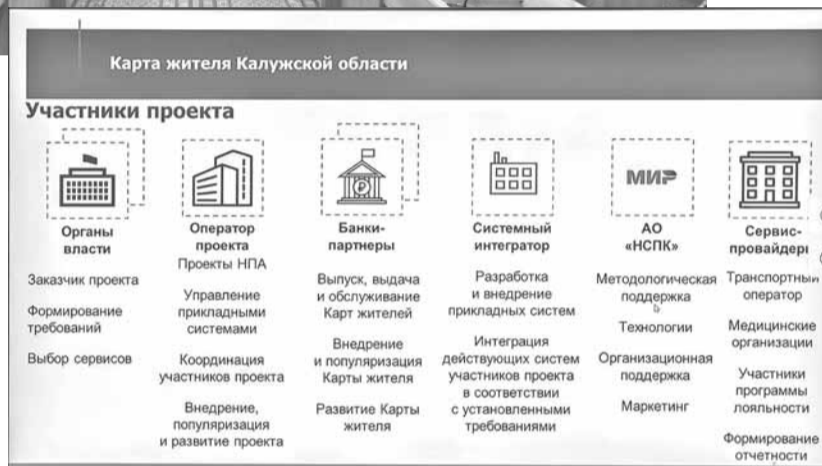 Карта жителя Калужской области
Участники проекта
Органы
власти
Заказчик проекта
Формирование
требований
Выбор сервисов
Оператор
проекта
Проекты НПА
Управление
прикладными
системами
Координация
участников проекта
Внедрение,
популяризация
и развитие проекта
Банки-
партнеры
Выпуск, выдача
и обслуживание
Карт жителей
Внедрение
и популяризация
Карты жителя
Развитие Карты
жителя
Системный
интегратор
Разработка
и внедрение
прикладных систем
Интеграция
действующих систем
участников проекта
в соответствии
с установленными
требованиями
МИР
АО
«НСПК»
Методологическая
поддержка
Технологии
Организационная
поддержка
Маркетинг
Сервис-
провайдеры
Транспортный
оператор
Медицинские
организации
Участники
программы
лояльности
Формирование
отчетности